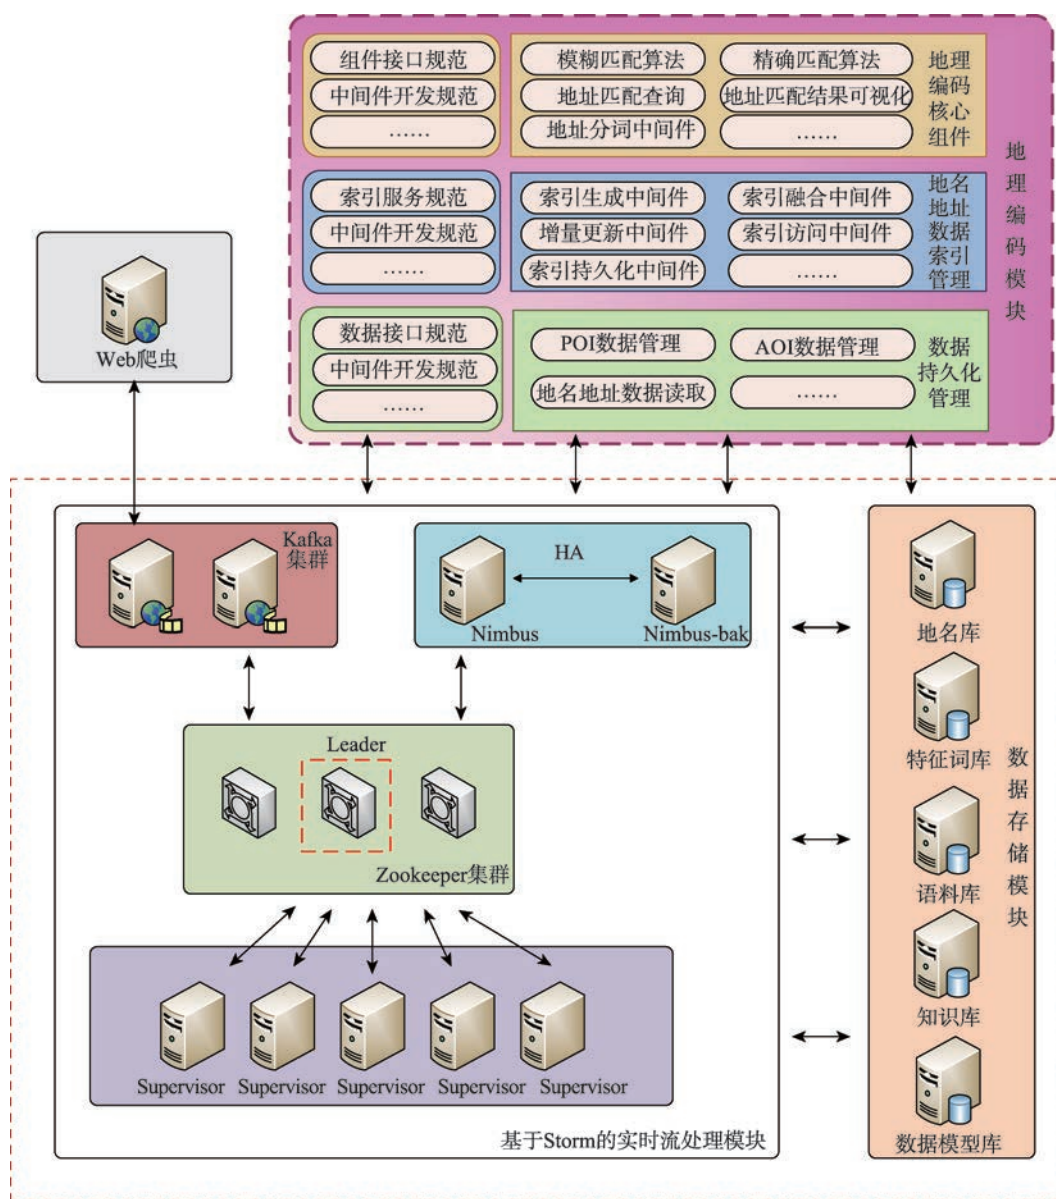 组件接口规范
中间件开发规范
……
模糊匹配算法
精确匹配算法
地址匹配查询
地址匹配结果可视化
地址分词中间件
……
地理
编码
核心
组件
索引服务规范
中间件开发规范
……
索引生成中间件
索引融合中间件
增量更新中间件
索引访问中间件
索引持久化中间件
……
地名
地址
数据
索引
管理
数据接口规范
中间件开发规范
……
POI数据管理
AOI数据管理
地名地址数据读取
……
数据
持久化
管理
地理编码模块
Web爬虫
Kafka
集群
HA
Nimbus
Nimbus-bak
Leader
Zookeeper集群
Supervisor
Supervisor
Supervisor
Supervisor
Supervisor
基于Storm的实时流处理模块
地名库
特征词库
语料库
知识库
数据模型库
数据存储模块